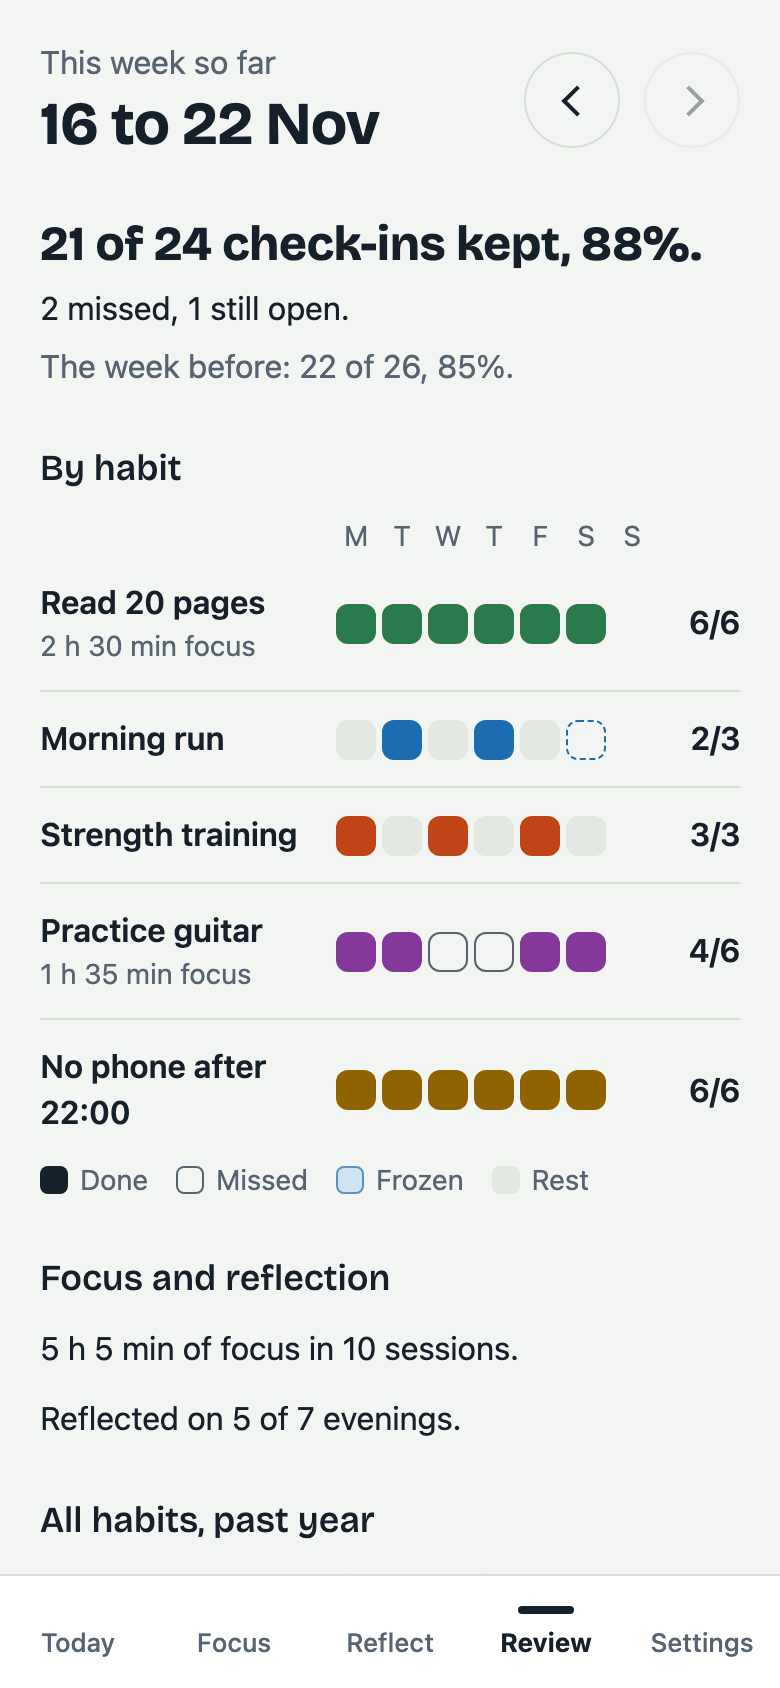 This week so far
16 to 22 Nov
21 of 24 check-ins kept, 88%.
2 missed, 1 still open.
The week before: 22 of 26, 85%.
By habit
M T W T F S S
Read 20 pages
2 h 30 min focus
6/6
Morning run
2/3
Strength training
3/3
Practice guitar
1 h 35 min focus
4/6
No phone after
22:00
6/6
Done Missed Frozen Rest
Focus and reflection
5 h 5 min of focus in 10 sessions.
Reflected on 5 of 7 evenings.
All habits, past year
Today Focus Reflect Review Settings